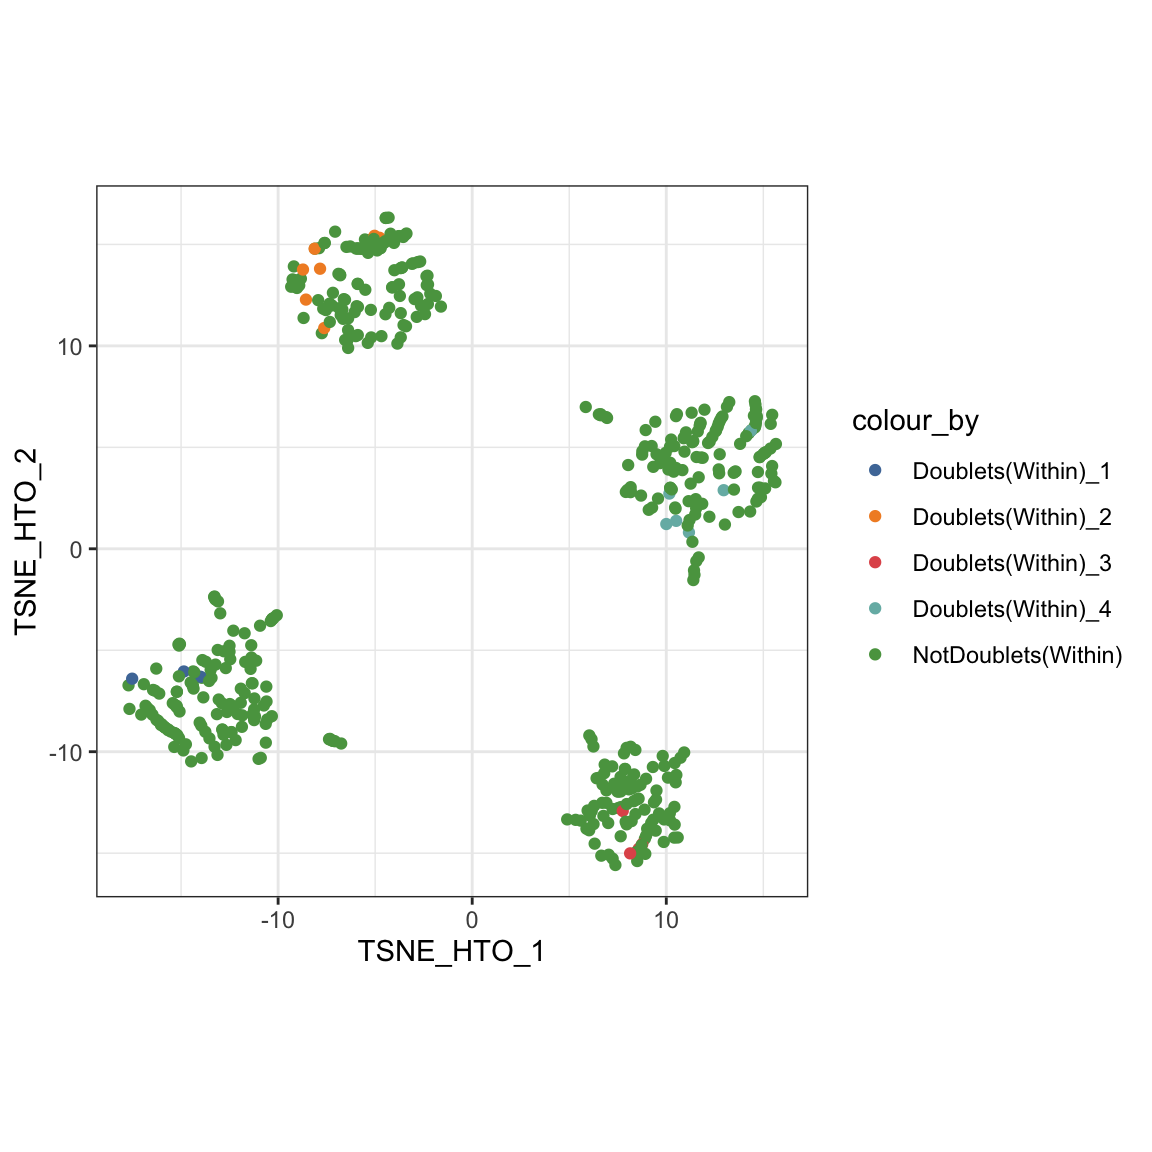 10
0
-10
TSNE_HTO_2
-10
0
10
TSNE_HTO_1
colour_by
Doublets(Within)_1
Doublets(Within)_2
Doublets(Within)_3
Doublets(Within)_4
NotDoublets(Within)